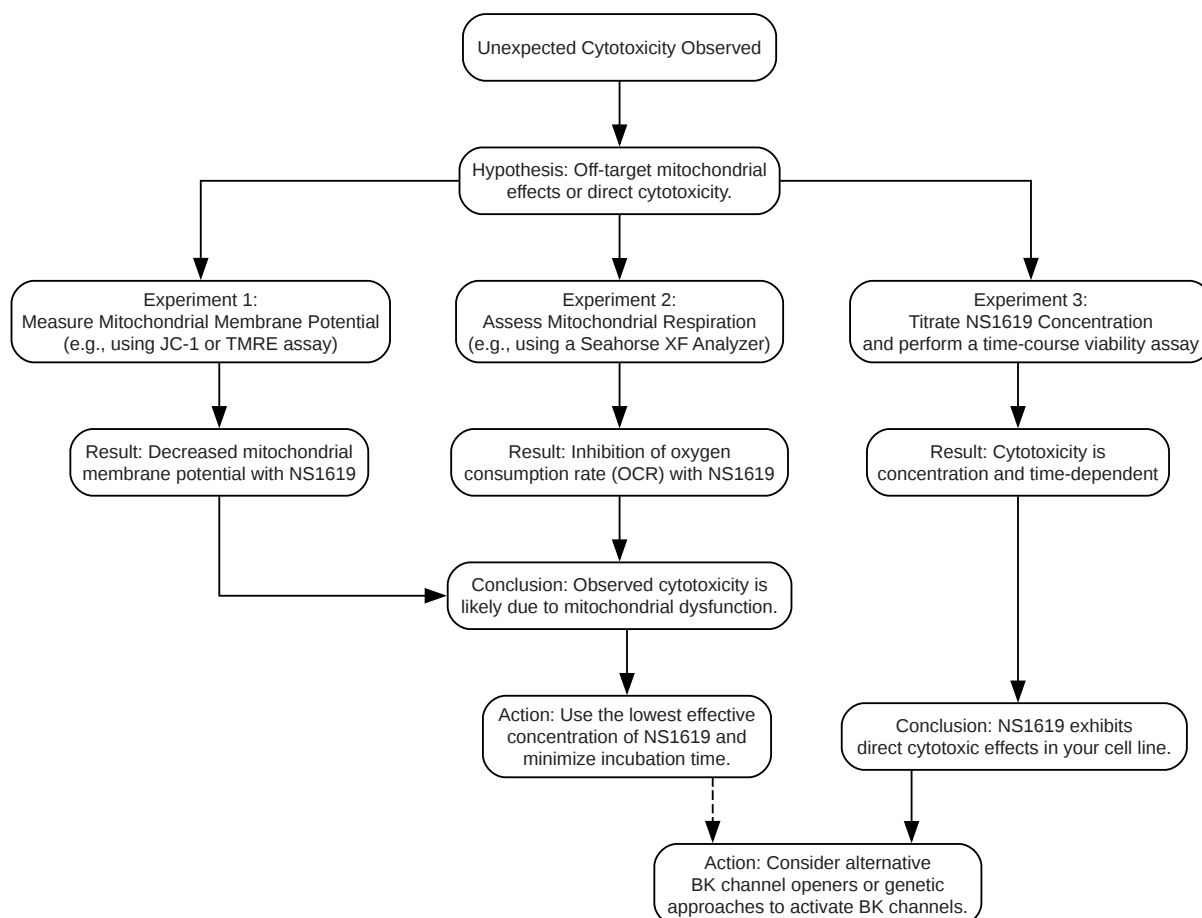 Unexpected Cytotoxicity Observed
Hypothesis: Off-target mitochondrial
effects or direct cytotoxicity.
Experiment 1:
Measure Mitochondrial Membrane Potential
(e.g., using JC-1 or TMRE assay)
Experiment 2:
Assess Mitochondrial Respiration
(e.g., using a Seahorse XF Analyzer)
Experiment 3:
Titrate NS1619 Concentration
and perform a time-course viability assay
Result: Decreased mitochondrial
membrane potential with NS1619
Result: Inhibition of oxygen
consumption rate (OCR) with NS1619
Result: Cytotoxicity is
concentration and time-dependent
Conclusion: Observed cytotoxicity is
likely due to mitochondrial dysfunction.
Action: Use the lowest effective
concentration of NS1619 and
minimize incubation time.
Conclusion: NS1619 exhibits
direct cytotoxic effects in your cell line.
Action: Consider alternative
BK channel openers or genetic
approaches to activate BK channels.